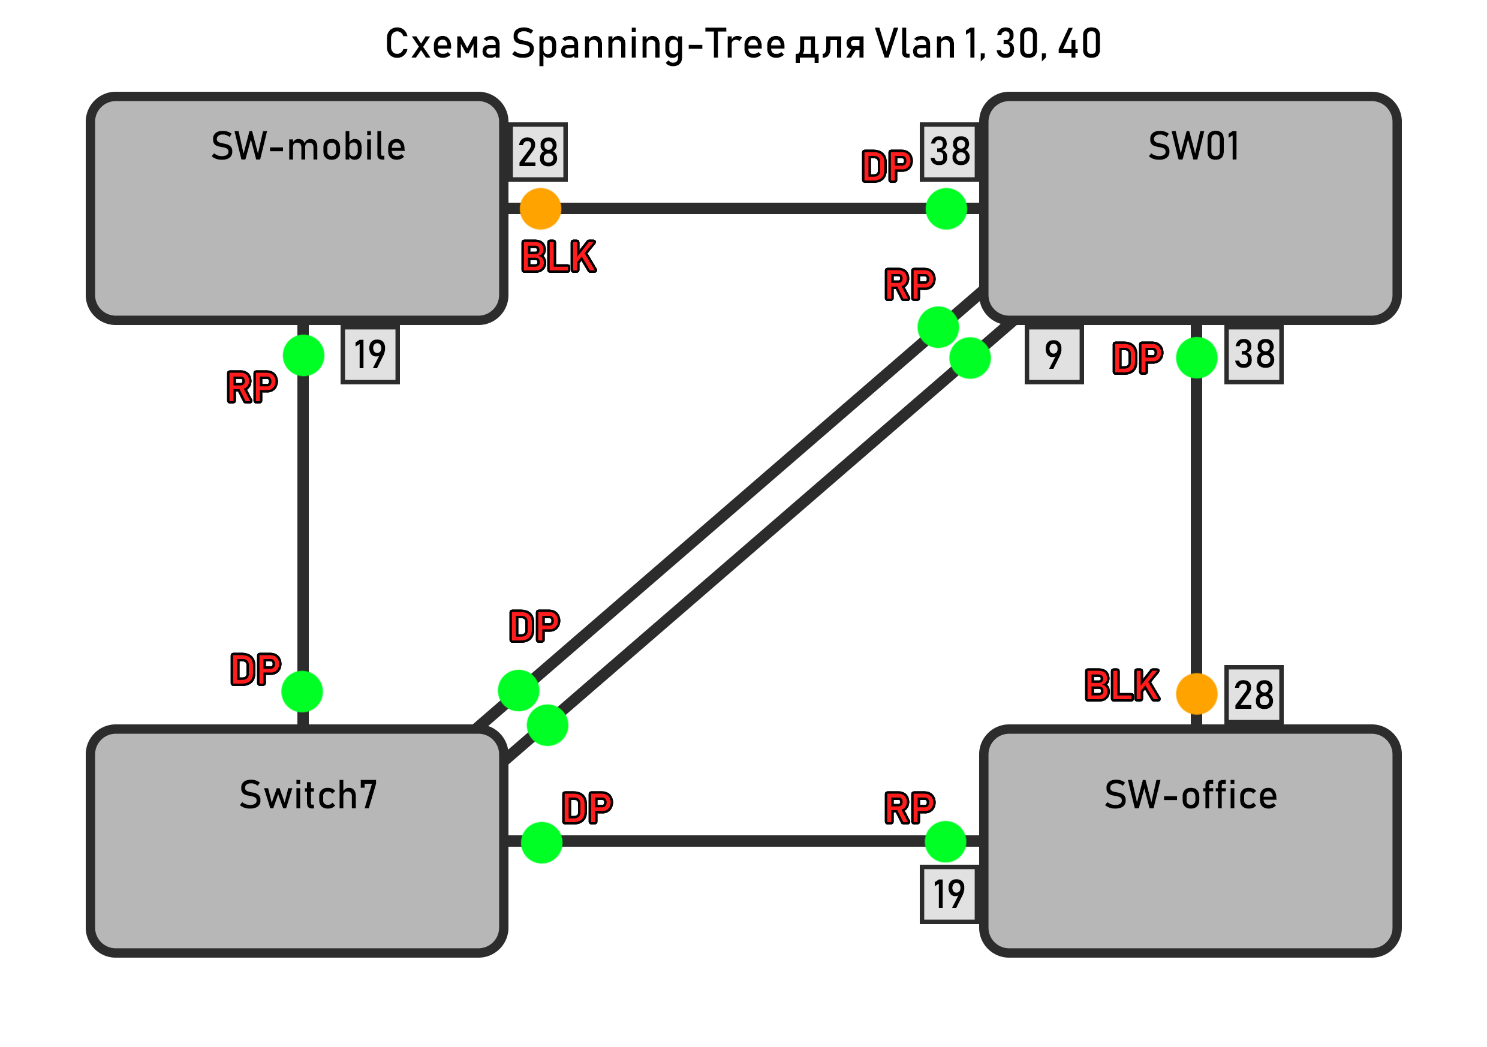 Схема Spanning-Tree для Vlan 1, 30, 40
SW-mobile
28
DP
38
SW01
BLK
RP
19
RP
9
DP
38
DP
DP
BLK
28
Switch7
DP
RP
SW-office
19